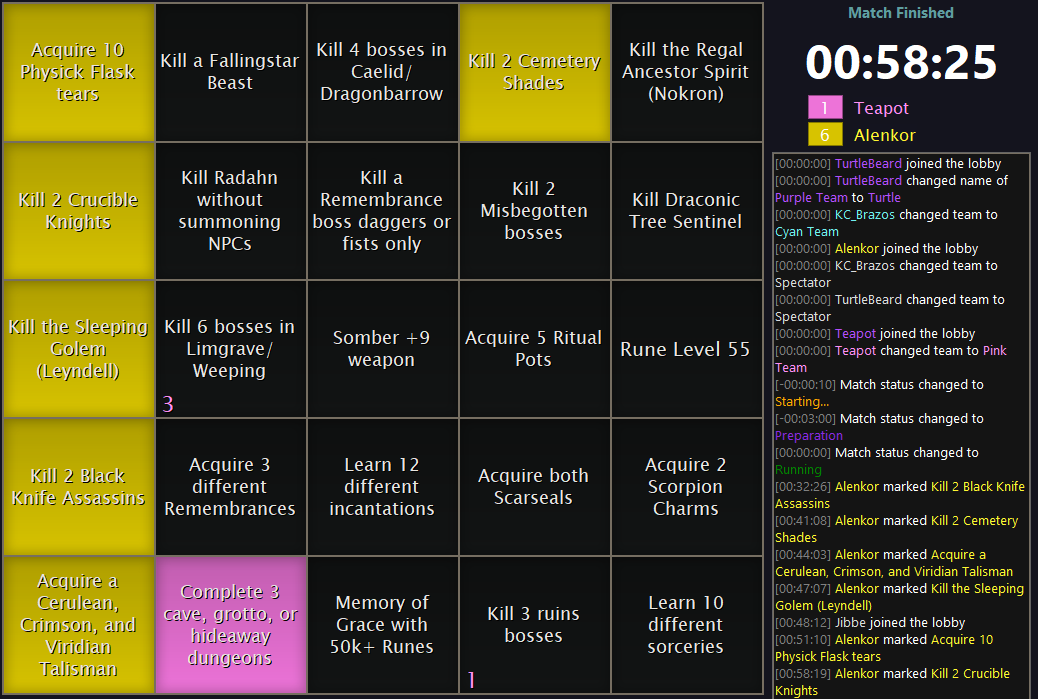 Acquire 10
Physick Flask
tears
Kill a Fallingstar
Beast
Kill 4 bosses in
Caelid/
Dragonbarrow
Kill 2 Cemetery
Shades
Kill the Regal
Ancestor Spirit
(Nokron)
Kill 2 Crucible
Knights
Kill Radahn
without
summoning
NPCs
Kill a
Remembrance
boss daggers or
fists only
Kill 2
Misbegotten
bosses
Kill Draconic
Tree Sentinel
Kill the Sleeping
Golem
(Leyndell)
Kill 6 bosses in
Limgrave/
Weeping
3
Somber +9
weapon
Acquire 5 Ritual
Pots
Rune Level 55
Kill 2 Black
Knife Assassins
Acquire 3
different
Remembrances
Learn 12
different
incantations
Acquire both
Scarseals
Acquire 2
Scorpion
Charms
Acquire a
Cerulean,
Crimson, and
Viridian
Talisman
Complete 3
cave, grotto, or
hideaway
dungeons
Memory of
Grace with
50k+ Runes
Kill 3 ruins
bosses
1
Learn 10
different
sorceries
Match Finished
00:58:25
1 Teapot
6 Alenkor
[00:00:00] TurtleBeard joined the lobby
[00:00:00] TurtleBeard changed name of
Purple Team to Turtle
[00:00:00] KC_Brazos changed team to
Cyan Team
[00:00:00] Alenkor joined the lobby
[00:00:00] KC_Brazos changed team to
Spectator
[00:00:00] TurtleBeard changed team to
Spectator
[00:00:00] Teapot joined the lobby
[00:00:00] Teapot changed team to Pink
Team
[-00:00:10] Match status changed to
Starting...
[-00:03:00] Match status changed to
Preparation
[00:00:00] Match status changed to
Running
[00:32:26] Alenkor marked Kill 2 Black Knife
Assassins
[00:41:08] Alenkor marked Kill 2 Cemetery
Shades
[00:44:03] Alenkor marked Acquire a
Cerulean, Crimson, and Viridian Talisman
[00:47:07] Alenkor marked Kill the Sleeping
Golem (Leyndell)
[00:48:12] Jibbe joined the lobby
[00:51:10] Alenkor marked Acquire 10
Physick Flask tears
[00:58:19] Alenkor marked Kill 2 Crucible
Knights